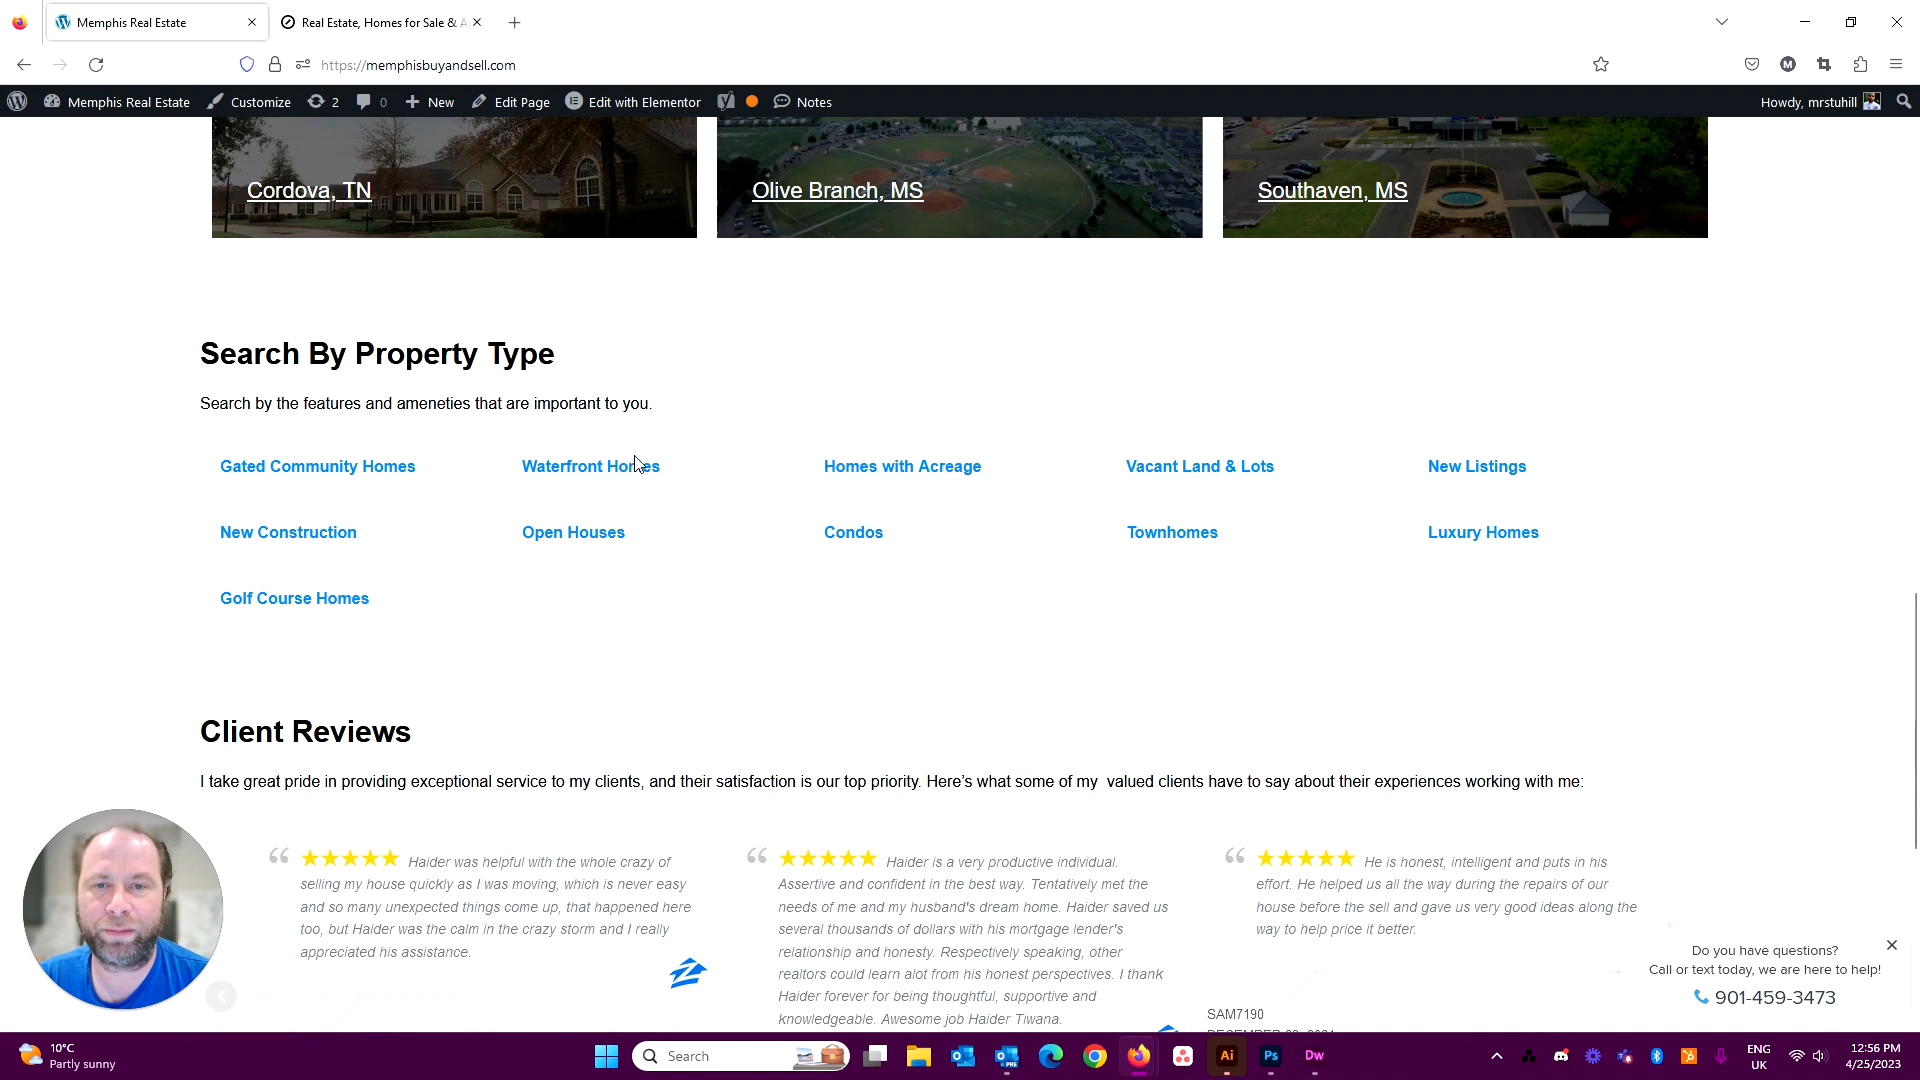 Memphis Real Estate
Real Estate, Homes for Sale & A
https://memphisbuyandsell.com
Memphis Real Estate
Customize
2
0
New
Edit Page
Edit with Elementor
Notes
Howdy, mrstuhill
Cordova, TN
Olive Branch, MS
Southaven, MS
Search By Property Type
Search by the features and ameneties that are important to you.
Gated Community Homes
Waterfront Homes
Homes with Acreage
Vacant Land & Lots
New Listings
New Construction
Open Houses
Condos
Townhomes
Luxury Homes
Golf Course Homes
Client Reviews
I take great pride in providing exceptional service to my clients, and their satisfaction is our top priority. Here's what some of my valued clients have to say about their experiences working with me:
Haider was helpful with the whole crazy of
selling my house quickly as I was moving, which is never easy
and so many unexpected things come up, that happened here
too, but Haider was the calm in the crazy storm and I really
appreciated his assistance.
Haider is a very productive individual.
Assertive and confident in the best way. Tentatively met the
needs of me and my husband's dream home. Haider saved us
several thousands of dollars with his mortgage lender's
relationship and honesty. Respectively speaking, other
realtors could learn alot from his honest perspectives. I thank
Haider forever for being thoughtful, supportive and
knowledgeable. Awesome job Haider Tiwana.
He is honest, intelligent and puts in his
effort. He helped us all the way during the repairs of our
house before the sell and gave us very good ideas along the
way to help price it better.
SAM7190
Do you have questions?
Call or text today, we are here to help!
901-459-3473
10°C
Partly sunny
Search
Ai
Ps
Dw
ENG
UK
12:56 PM
4/25/2023